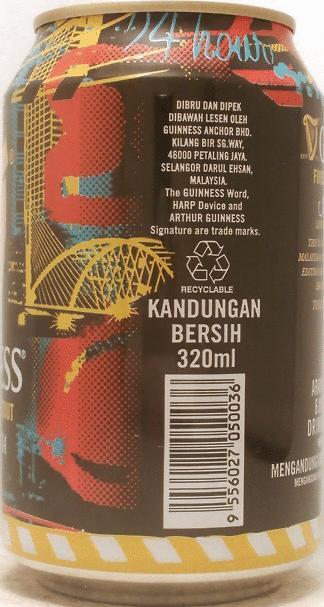 24 hours
DIBRU DAN DIPEK
DIBAWAH LESEN OLEH
GUINNESS ANCHOR BHD.
KILANG BIR SG.WAY,
46000 PETALING JAYA.
SELANGOR DARUL EHSAN,
MALAYSIA.
The GUINNESS Word,
HARP Device and
ARTHUR GUINNESS
Signature are trade marks.
RECYCLABLE
KANDUNGAN
BERSIH
320ml
9 556027 050036